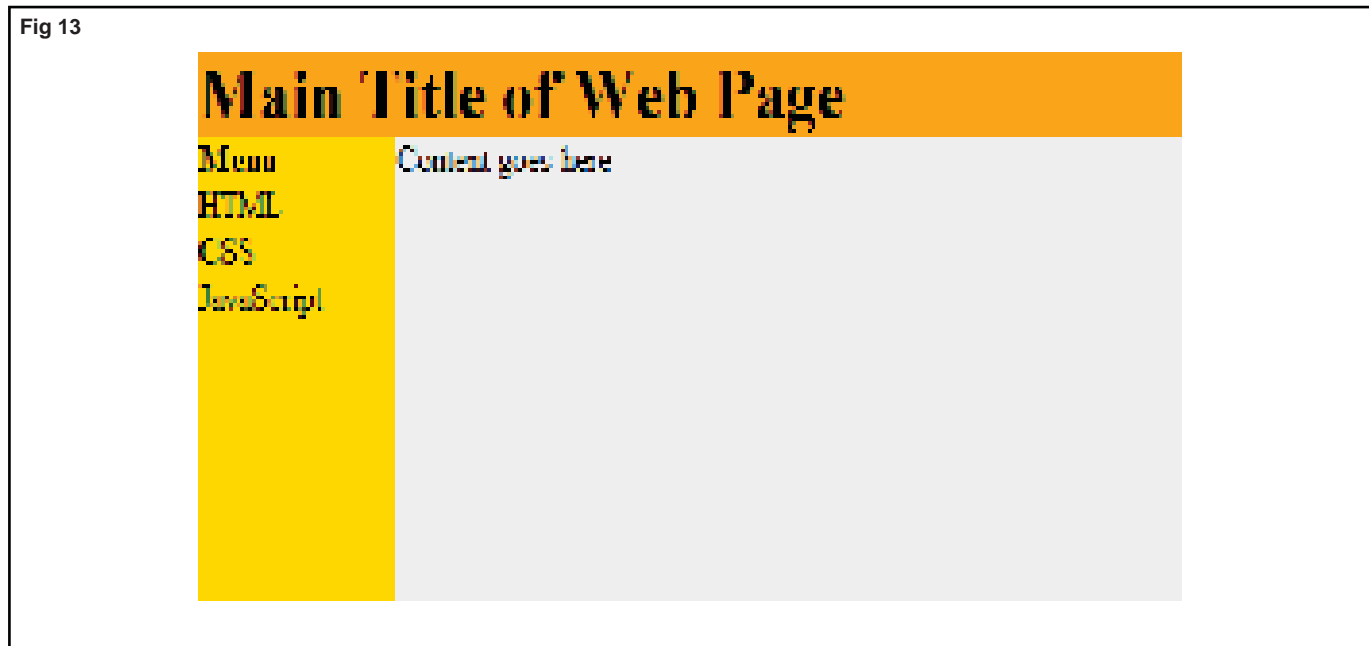 Fig 13
Main Title of Web Page
Menu
Content goes here
HTML
CSS
JavaScript